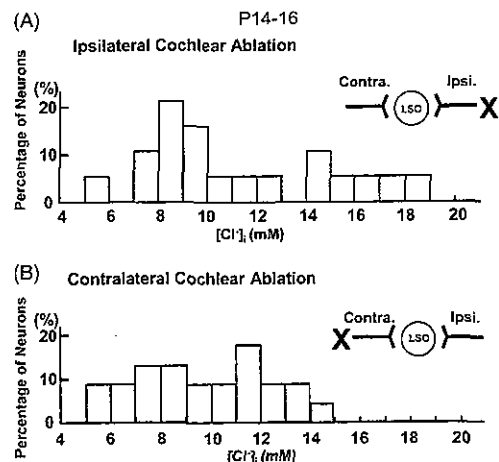 P14-16
(A)
Ipsilateral Cochlear Ablation
Percentage of Neurons
(%)
20
10
0
4 6 8 10 12 14 16 18 20
[Cl-]i (mM)
Contra. LSO Ipsi. X
(B)
Contralateral Cochlear Ablation
Percentage of Neurons
(%)
20
10
0
4 6 8 10 12 14 16 18 20
[Cl-]i (mM)
X Contra. LSO Ipsi.